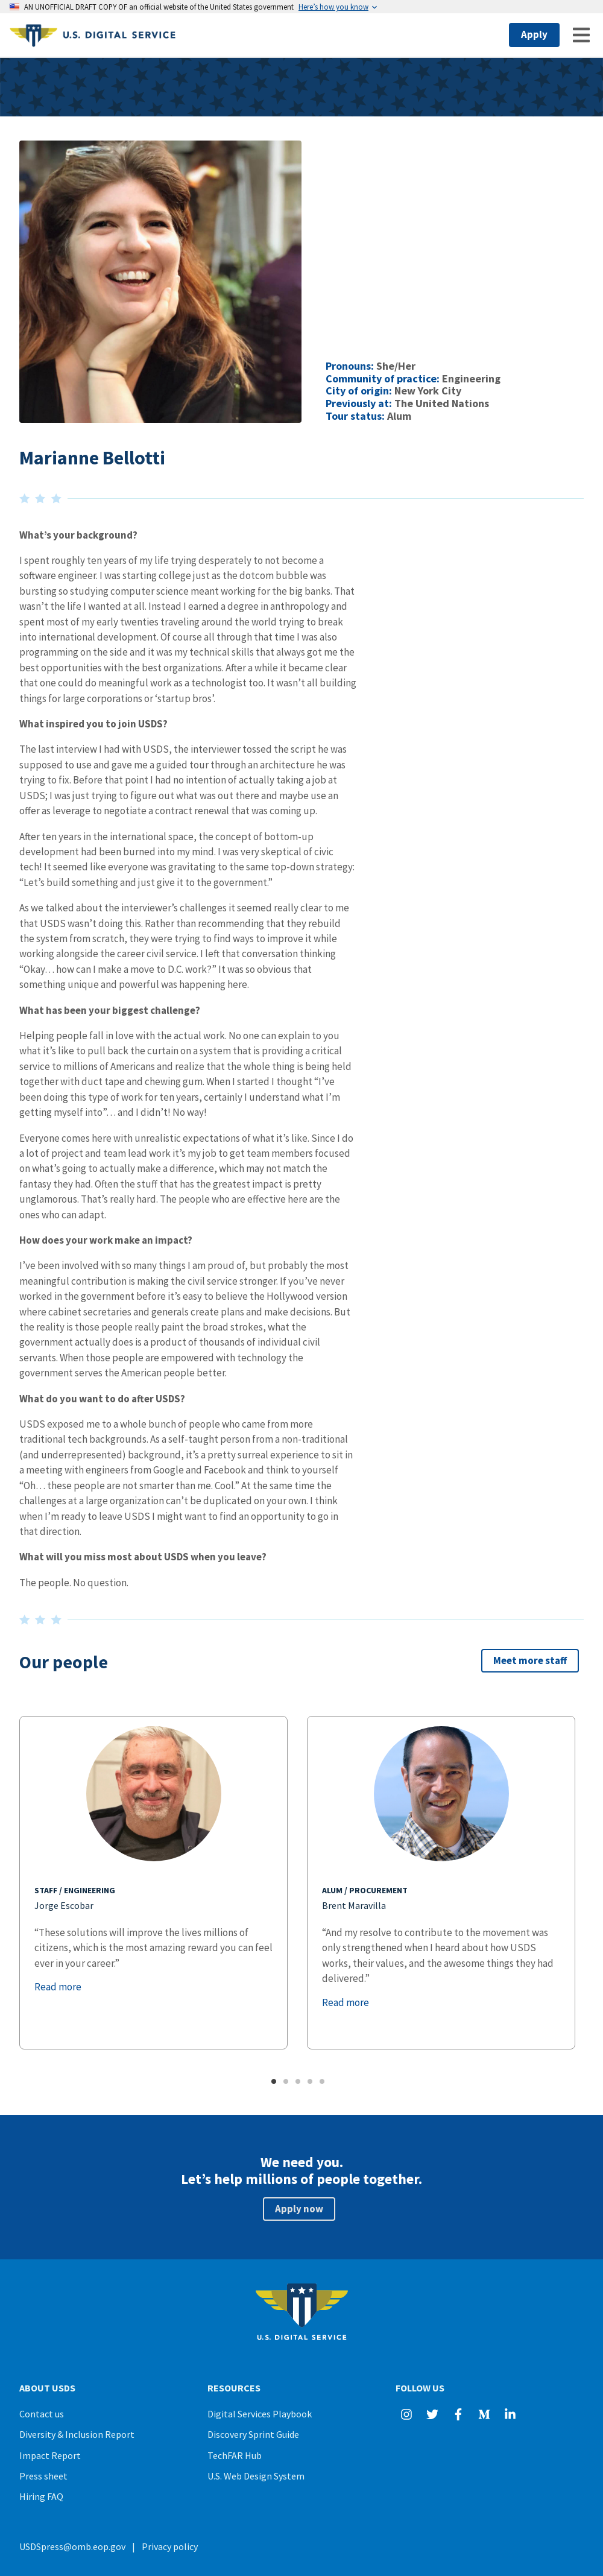 AN UNOFFICIAL DRAFT COPY OF an official website of the United States government Here’s how you know
U.S. DIGITAL SERVICE
Apply
Pronouns: She/Her
Community of practice: Engineering
City of origin: New York City
Previously at: The United Nations
Tour status: Alum
Marianne Bellotti
What’s your background?
I spent roughly ten years of my life trying desperately to not become a
software engineer. I was starting college just as the dotcom bubble was
bursting so studying computer science meant working for the big banks. That
wasn’t the life I wanted at all. Instead I earned a degree in anthropology and
spent most of my early twenties traveling around the world trying to break
into international development. Of course all through that time I was also
programming on the side and it was my technical skills that always got me the
best opportunities with the best organizations. After a while it became clear
that one could do meaningful work as a technologist too. It wasn’t all building
things for large corporations or ‘startup bros’.
What inspired you to join USDS?
The last interview I had with USDS, the interviewer tossed the script he was
supposed to use and gave me a guided tour through an architecture he was
trying to fix. Before that point I had no intention of actually taking a job at
USDS; I was just trying to figure out what was out there and maybe use an
offer as leverage to negotiate a contract renewal that was coming up.
After ten years in the international space, the concept of bottom-up
development had been burned into my mind. I was very skeptical of civic
tech! It seemed like everyone was gravitating to the same top-down strategy:
“Let’s build something and just give it to the government.”
As we talked about the interviewer’s challenges it seemed really clear to me
that USDS wasn’t doing this. Rather than recommending that they rebuild
the system from scratch, they were trying to find ways to improve it while
working alongside the career civil service. I left that conversation thinking
“Okay… how can I make a move to D.C. work?” It was so obvious that
something unique and powerful was happening here.
What has been your biggest challenge?
Helping people fall in love with the actual work. No one can explain to you
what it’s like to pull back the curtain on a system that is providing a critical
service to millions of Americans and realize that the whole thing is being held
together with duct tape and chewing gum. When I started I thought “I’ve
been doing this type of work for ten years, certainly I understand what I’m
getting myself into”… and I didn’t! No way!
Everyone comes here with unrealistic expectations of what it’s like. Since I do
a lot of project and team lead work it’s my job to get team members focused
on what’s going to actually make a difference, which may not match the
fantasy they had. Often the stuff that has the greatest impact is pretty
unglamorous. That’s really hard. The people who are effective here are the
ones who can adapt.
How does your work make an impact?
I’ve been involved with so many things I am proud of, but probably the most
meaningful contribution is making the civil service stronger. If you’ve never
worked in the government before it’s easy to believe the Hollywood version
where cabinet secretaries and generals create plans and make decisions. But
the reality is those people really paint the broad strokes, what the
government actually does is a product of thousands of individual civil
servants. When those people are empowered with technology the
government serves the American people better.
What do you want to do after USDS?
USDS exposed me to a whole bunch of people who came from more
traditional tech backgrounds. As a self-taught person from a non-traditional
(and underrepresented) background, it’s a pretty surreal experience to sit in
a meeting with engineers from Google and Facebook and think to yourself
“Oh… these people are not smarter than me. Cool.” At the same time the
challenges at a large organization can’t be duplicated on your own. I think
when I’m ready to leave USDS I might want to find an opportunity to go in
that direction.
What will you miss most about USDS when you leave?
The people. No question.
Our people
Meet more staff
STAFF / ENGINEERING
Jorge Escobar
“These solutions will improve the lives millions of
citizens, which is the most amazing reward you can feel
ever in your career.”
Read more
ALUM / PROCUREMENT
Brent Maravilla
“And my resolve to contribute to the movement was
only strengthened when I heard about how USDS
works, their values, and the awesome things they had
delivered.”
Read more
We need you.
Let’s help millions of people together.
Apply now
U.S. DIGITAL SERVICE
ABOUT USDS
Contact us
Diversity & Inclusion Report
Impact Report
Press sheet
Hiring FAQ
RESOURCES
Digital Services Playbook
Discovery Sprint Guide
TechFAR Hub
U.S. Web Design System
FOLLOW US
USDSpress@omb.eop.gov | Privacy policy